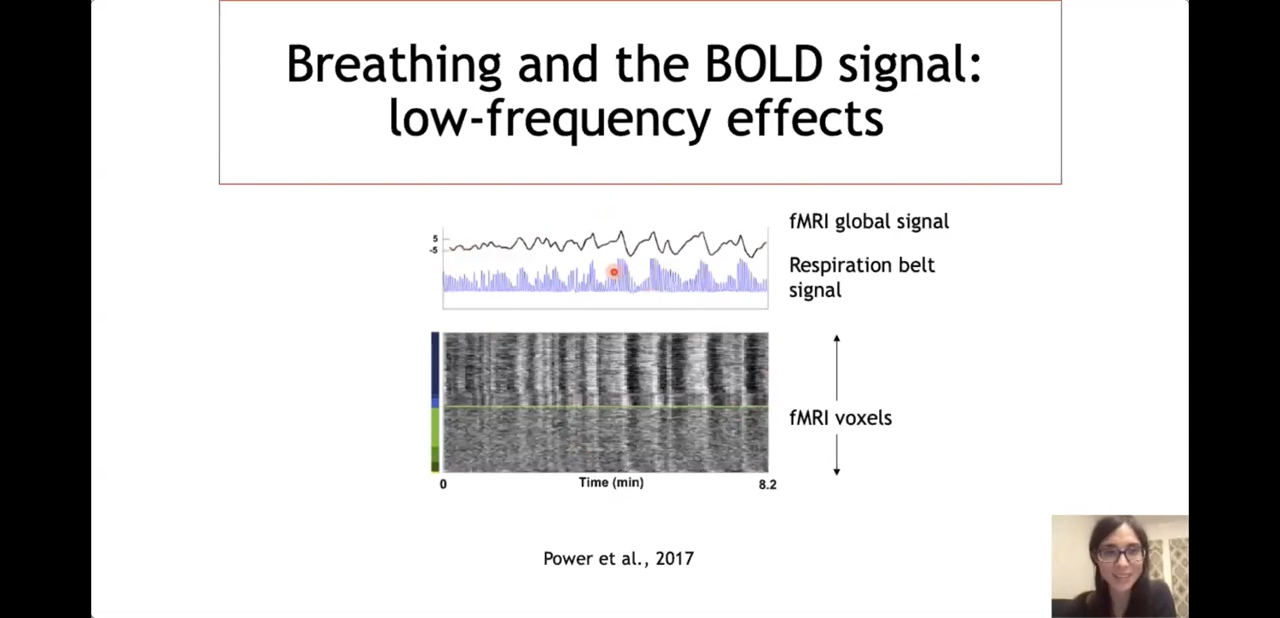 Breathing and the BOLD signal:
low-frequency effects
fMRI global signal
5
-5
Respiration belt
signal
fMRI voxels
0
Time (min)
8.2
Power et al., 2017